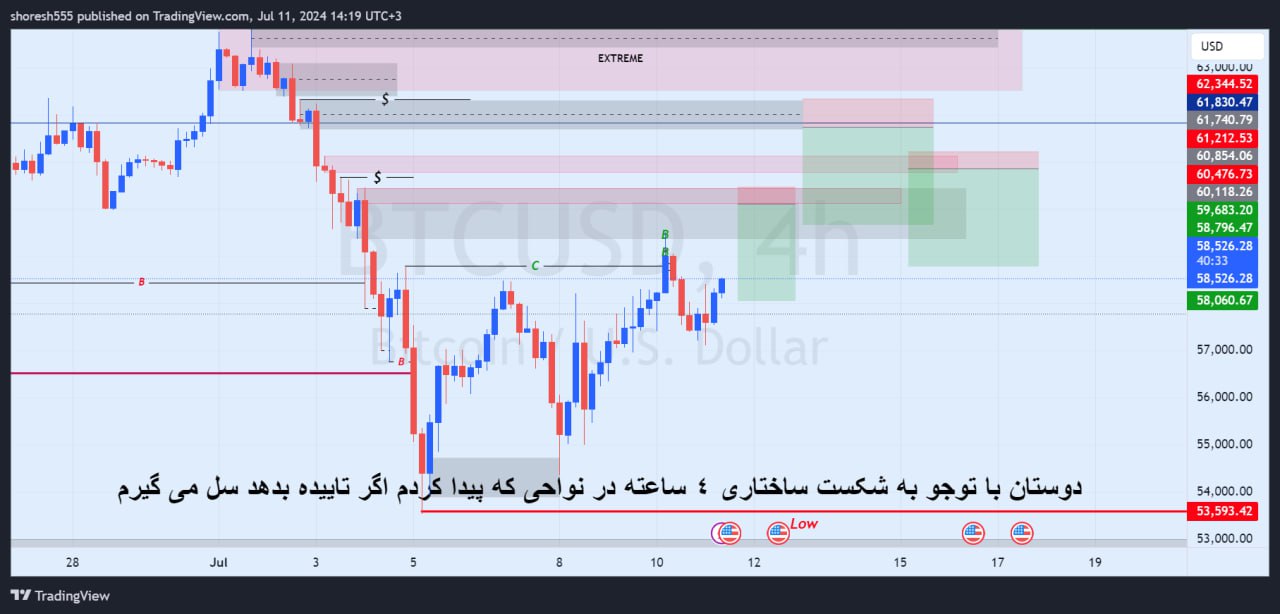 shoresh555 published on TradingView.com, Jul 11, 2024 14:19 UTC+3
USD
EXTREME
63,000.00
62,344.52
$
61,830.47
61,740.79
61,212.53
60,854.06
$
60,476.73
60,118.26
59,683.20
BTCUSD, 4h
58,796.47
B
B
58,526.28
C
40:33
B
58,526.28
58,060.67
Bitcoin / U.S. Dollar
57,000.00
B
56,000.00
55,000.00
دوستان با توجو به شکست ساختاری ٤ ساعته در نواحی که پیدا کردم اگر تاییده بدهد سل می گیرم
54,000.00
53,593.42
Low
53,000.00
28 Jul 3 5 8 10 12 15 17 19
TradingView